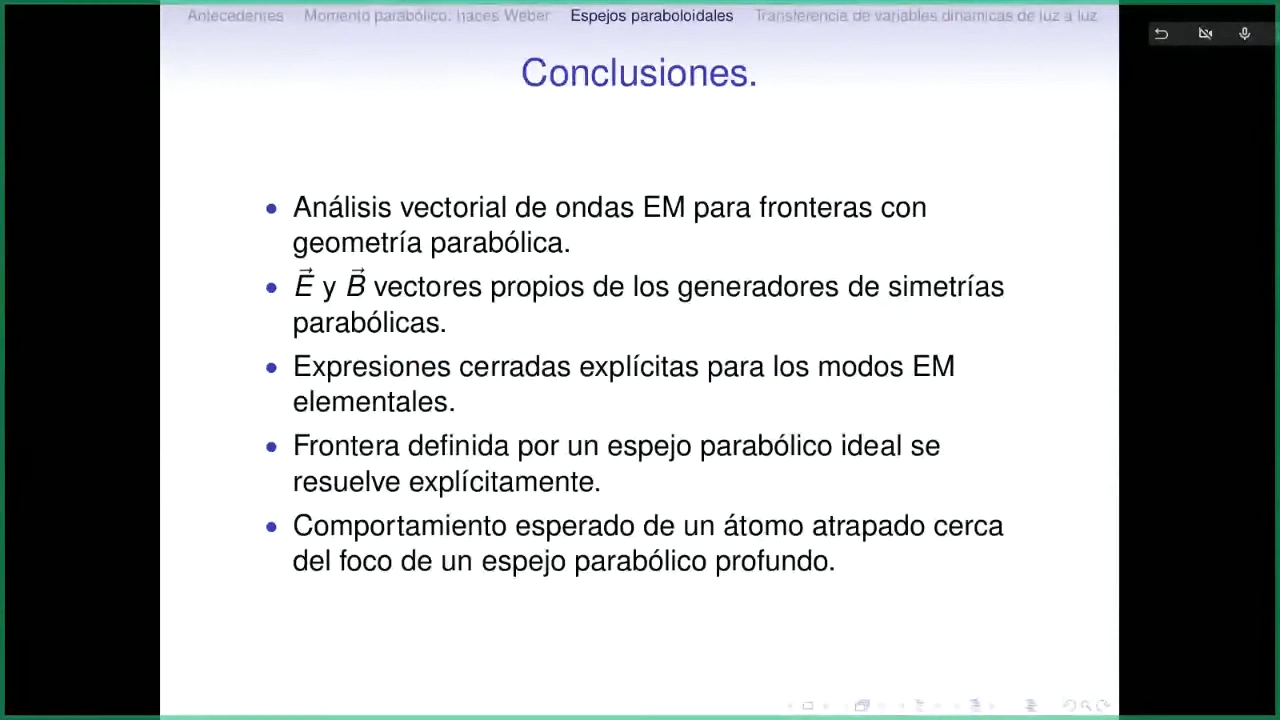 Antecedentes Momento parabólico. haces Weber Espejos paraboloidales Transferencia de variables dinamicas de luz a luz
Conclusiones.
• Análisis vectorial de ondas EM para fronteras con
geometría parabólica.
• E⃗ y B⃗ vectores propios de los generadores de simetrías
parabólicas.
• Expresiones cerradas explícitas para los modos EM
elementales.
• Frontera definida por un espejo parabólico ideal se
resuelve explícitamente.
• Comportamiento esperado de un átomo atrapado cerca
del foco de un espejo parabólico profundo.